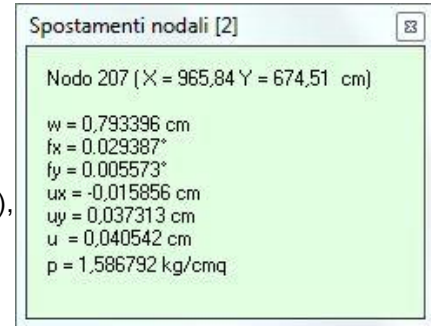 Spostamenti nodali [2]
Nodo 207 ( X = 965,84 Y = 674,51 cm)
w = 0,793396 cm
fx = 0.029387°
fy = 0.005573°
ux = -0,015856 cm
),
uy = 0,037313 cm
u = 0,040542 cm
p = 1,586792 kg/cmq